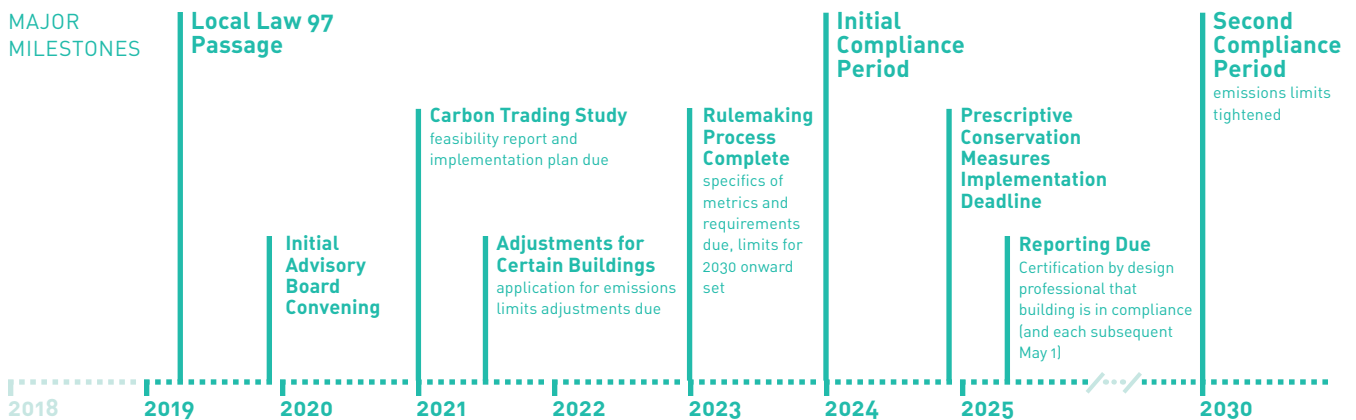 MAJOR
MILESTONES
Local Law 97
Passage
Initial
Advisory
Board
Convening
Carbon Trading Study
feasibility report and
implementation plan due
Adjustments for
Certain Buildings
application for emissions
limits adjustments due
Rulemaking
Process
Complete
specifics of
metrics and
requirements
due, limits for
2030 onward
set
Initial
Compliance
Period
Prescriptive
Conservation
Measures
Implementation
Deadline
Reporting Due
Certification by design
professional that
building is in compliance
(and each subsequent
May 1)
Second
Compliance
Period
emissions limits
tightened
2018
2019
2020
2021
2022
2023
2024
2025
2030